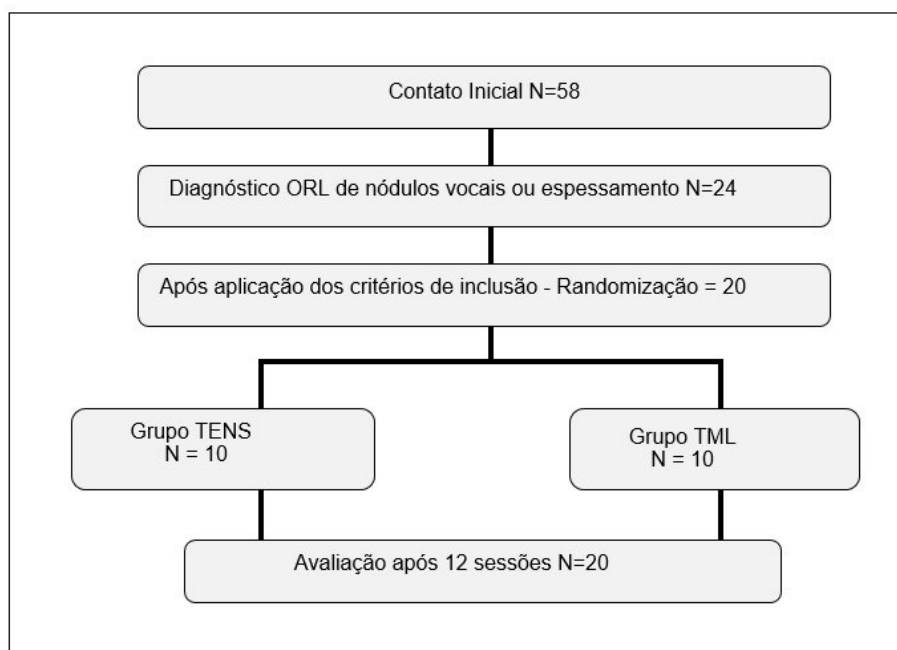 Contato Inicial N=58
Diagnóstico ORL de nódulos vocais ou espessamento N=24
Após aplicação dos critérios de inclusão - Randomização = 20
Grupo TENS
N = 10
Grupo TML
N = 10
Avaliação após 12 sessões N=20